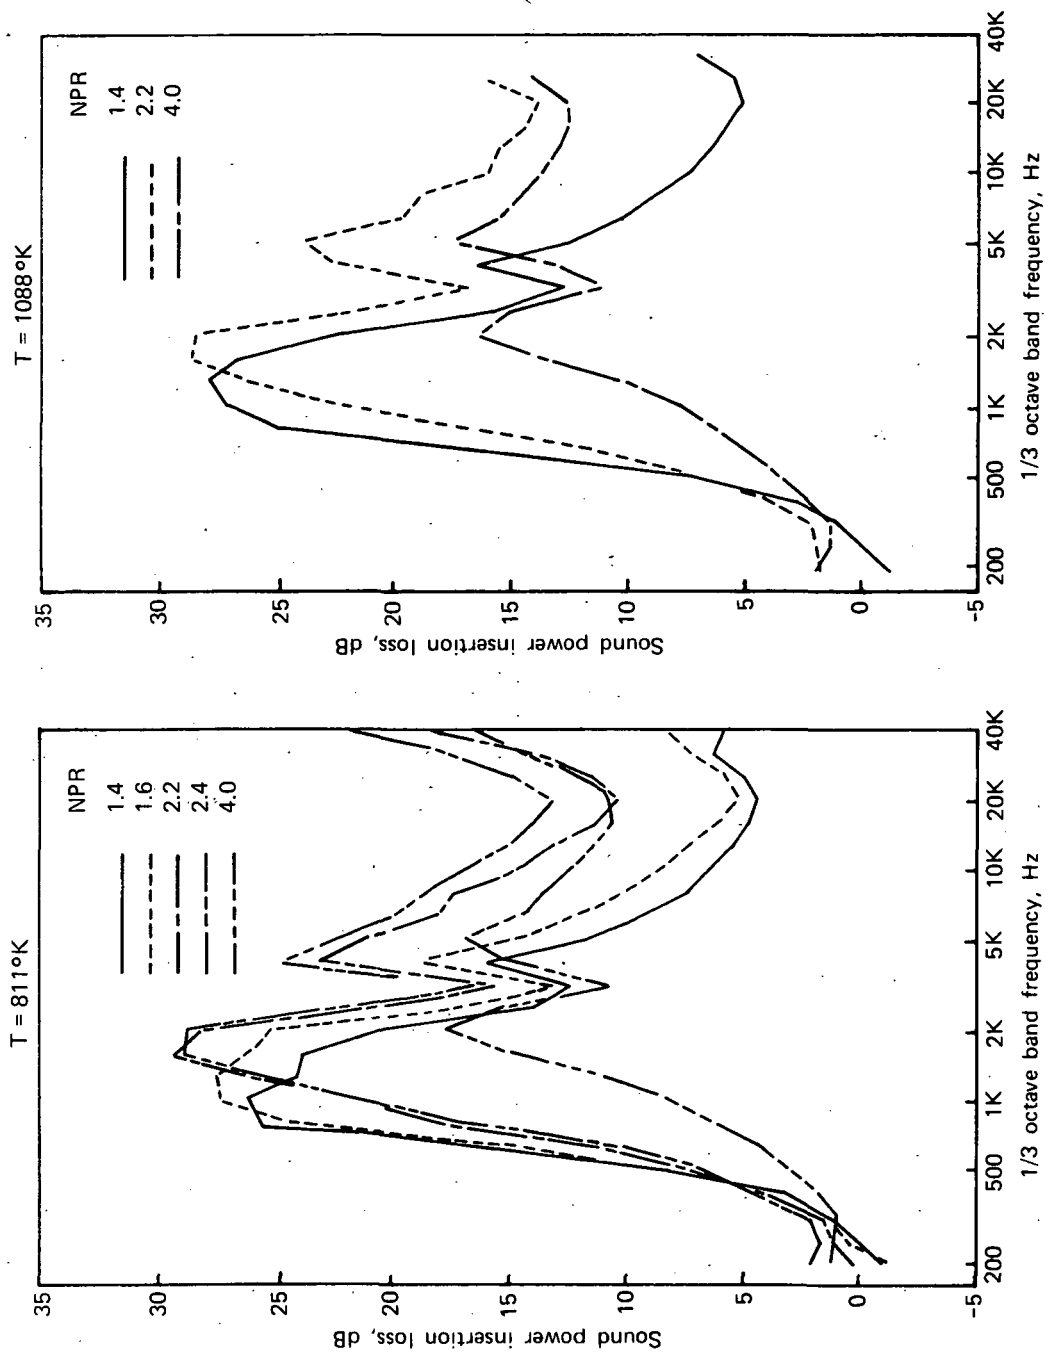 T = 811°K
NPR
1.4
1.6
2.2
2.4
4.0
Sound power insertion loss, dB
35
30
25
20
15
10
5
0
-5
200
500
1K
2K
5K
10K
20K
40K
1/3 octave band frequency, Hz
T = 1088°K
NPR
1.4
2.2
4.0
Sound power insertion loss, dB
35
30
25
20
15
10
5
0
-5
200
500
1K
2K
5K
10K
20K
40K
1/3 octave band frequency, Hz